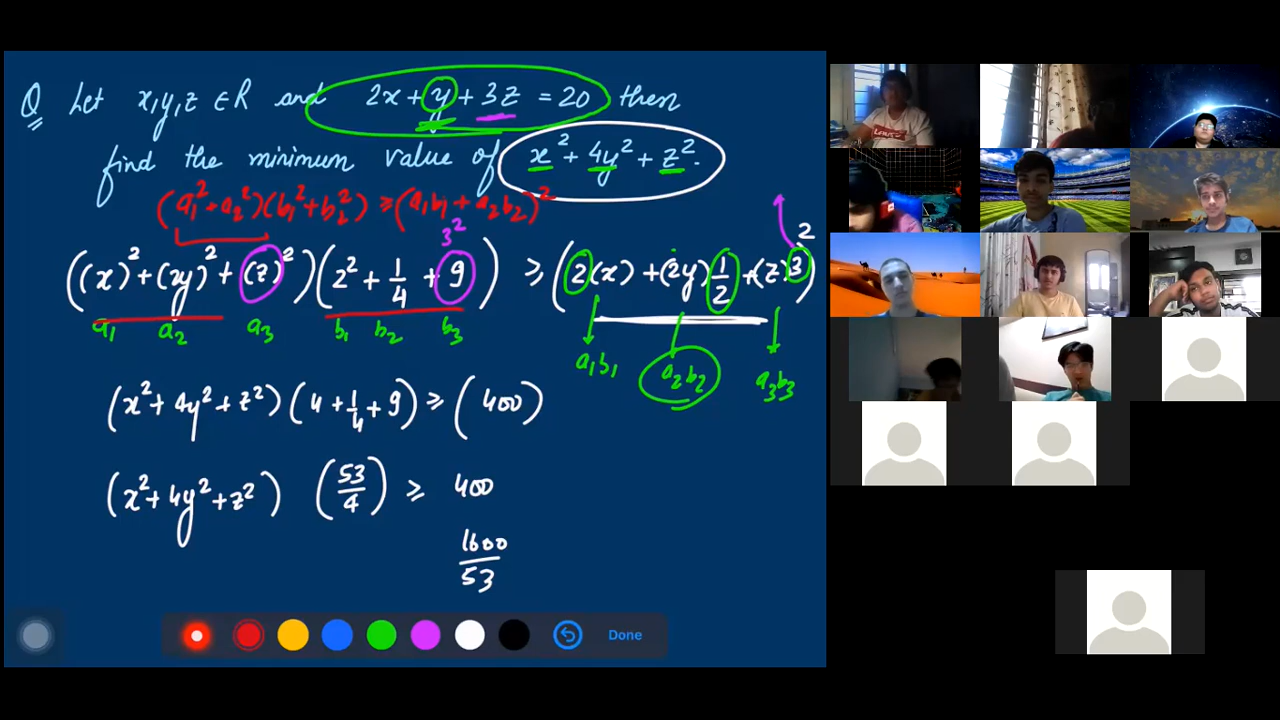 Q Let x,y,z ∈ R and 2x + y + 3z = 20 then
find the minimum value of x² + 4y² + z².
(a₁² + a₂²)(b₁² + b₂²) ≥ (a₁b₁ + a₂b₂)²
3²
((x)² + (2y)² + (z)²)(2² + 1/4 + 9) ≥ (2(x) + (2y)1/2 + (z)3)²
a₁ a₂ a₃ b₁ b₂ b₃
a₁b₁ a₂b₂ a₃b₃
(x² + 4y² + z²)(4 + 1/4 + 9) ≥ (400)
(x² + 4y² + z²) (53/4) ≥ 400
1600/53
Done